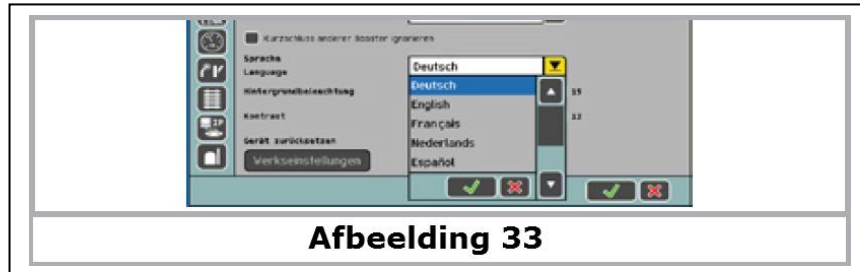 Kurzschluss anderer Booster ignorieren
Sprache
Language
Deutsch
Deutsch
English
Français
Nederlands
Español
Hintergrundbeleuchtung
15
Kontrast
12
Gerät zurücksetzen
Werkseinstellungen
IP
Afbeelding 33